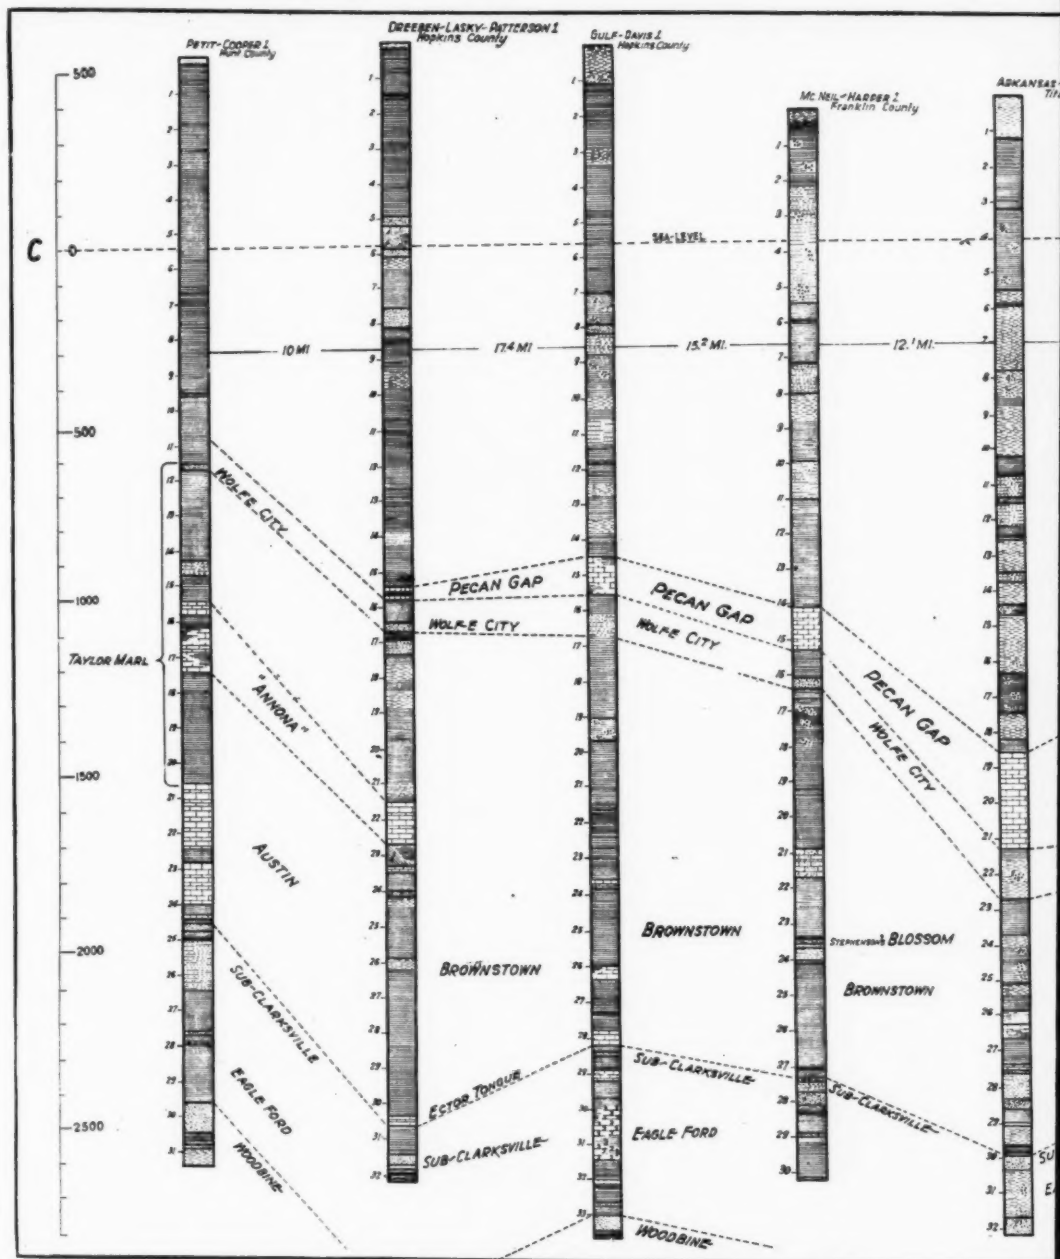 PETIT-COOPER 1
Hunt County
DREEBEN-LASKY-PATTERSON 1
Hopkins County
GULF-DAVIS 1
Hopkins County
MC NEIL-HARPER 1
Franklin County
ARKANSAS-
500
C
0
SEA-LEVEL
10 MI
17.4 MI
15.2 MI.
12.1 MI.
500
WOLFE CITY
PECAN GAP
PECAN GAP
1000
WOLFE CITY
WOLFE CITY
TAYLOR MARL
"ANNONA"
PECAN GAP
WOLFE CITY
1500
AUSTIN
BROWNSTOWN
STEPHENSON'S BLOSSOM
2000
BROWNSTOWN
BROWNSTOWN
SUB-CLARKSVILLE
SUB-CLARKSVILLE
SUB-CLARKSVILLE
ECTOR TONGUE
EAGLE FORD
2500
EAGLE FORD
SUB-CLARKSVILLE
WOODBINE
WOODBINE